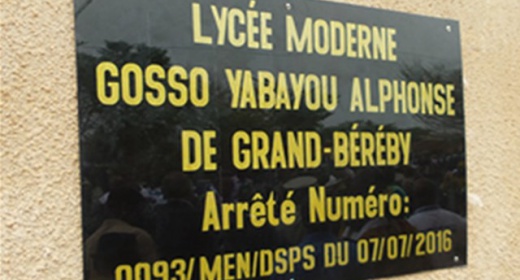 LYCÉE MODERNE
GOSSO YABAYOU ALPHONSE
DE GRAND-BÉRÉBY
Arrêté Numéro:
0093/MEN/DSPS DU 07/07/2016